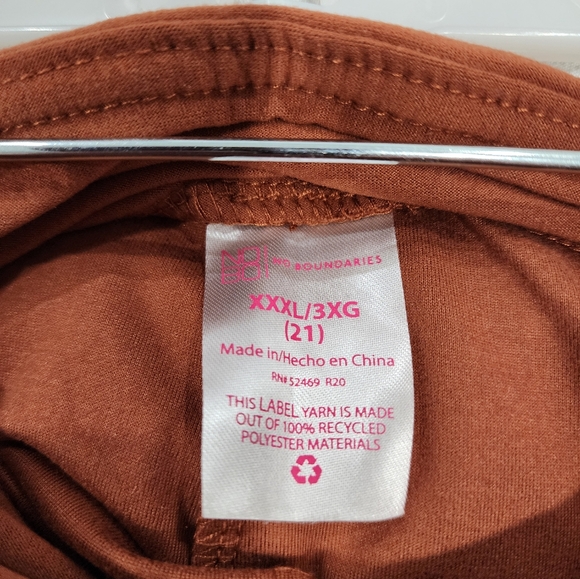 NO BOUNDARIES
XXXL/3XG
(21)
Made in/Hecho en China
RN# 52469 R20
THIS LABEL YARN IS MADE
OUT OF 100% RECYCLED
POLYESTER MATERIALS